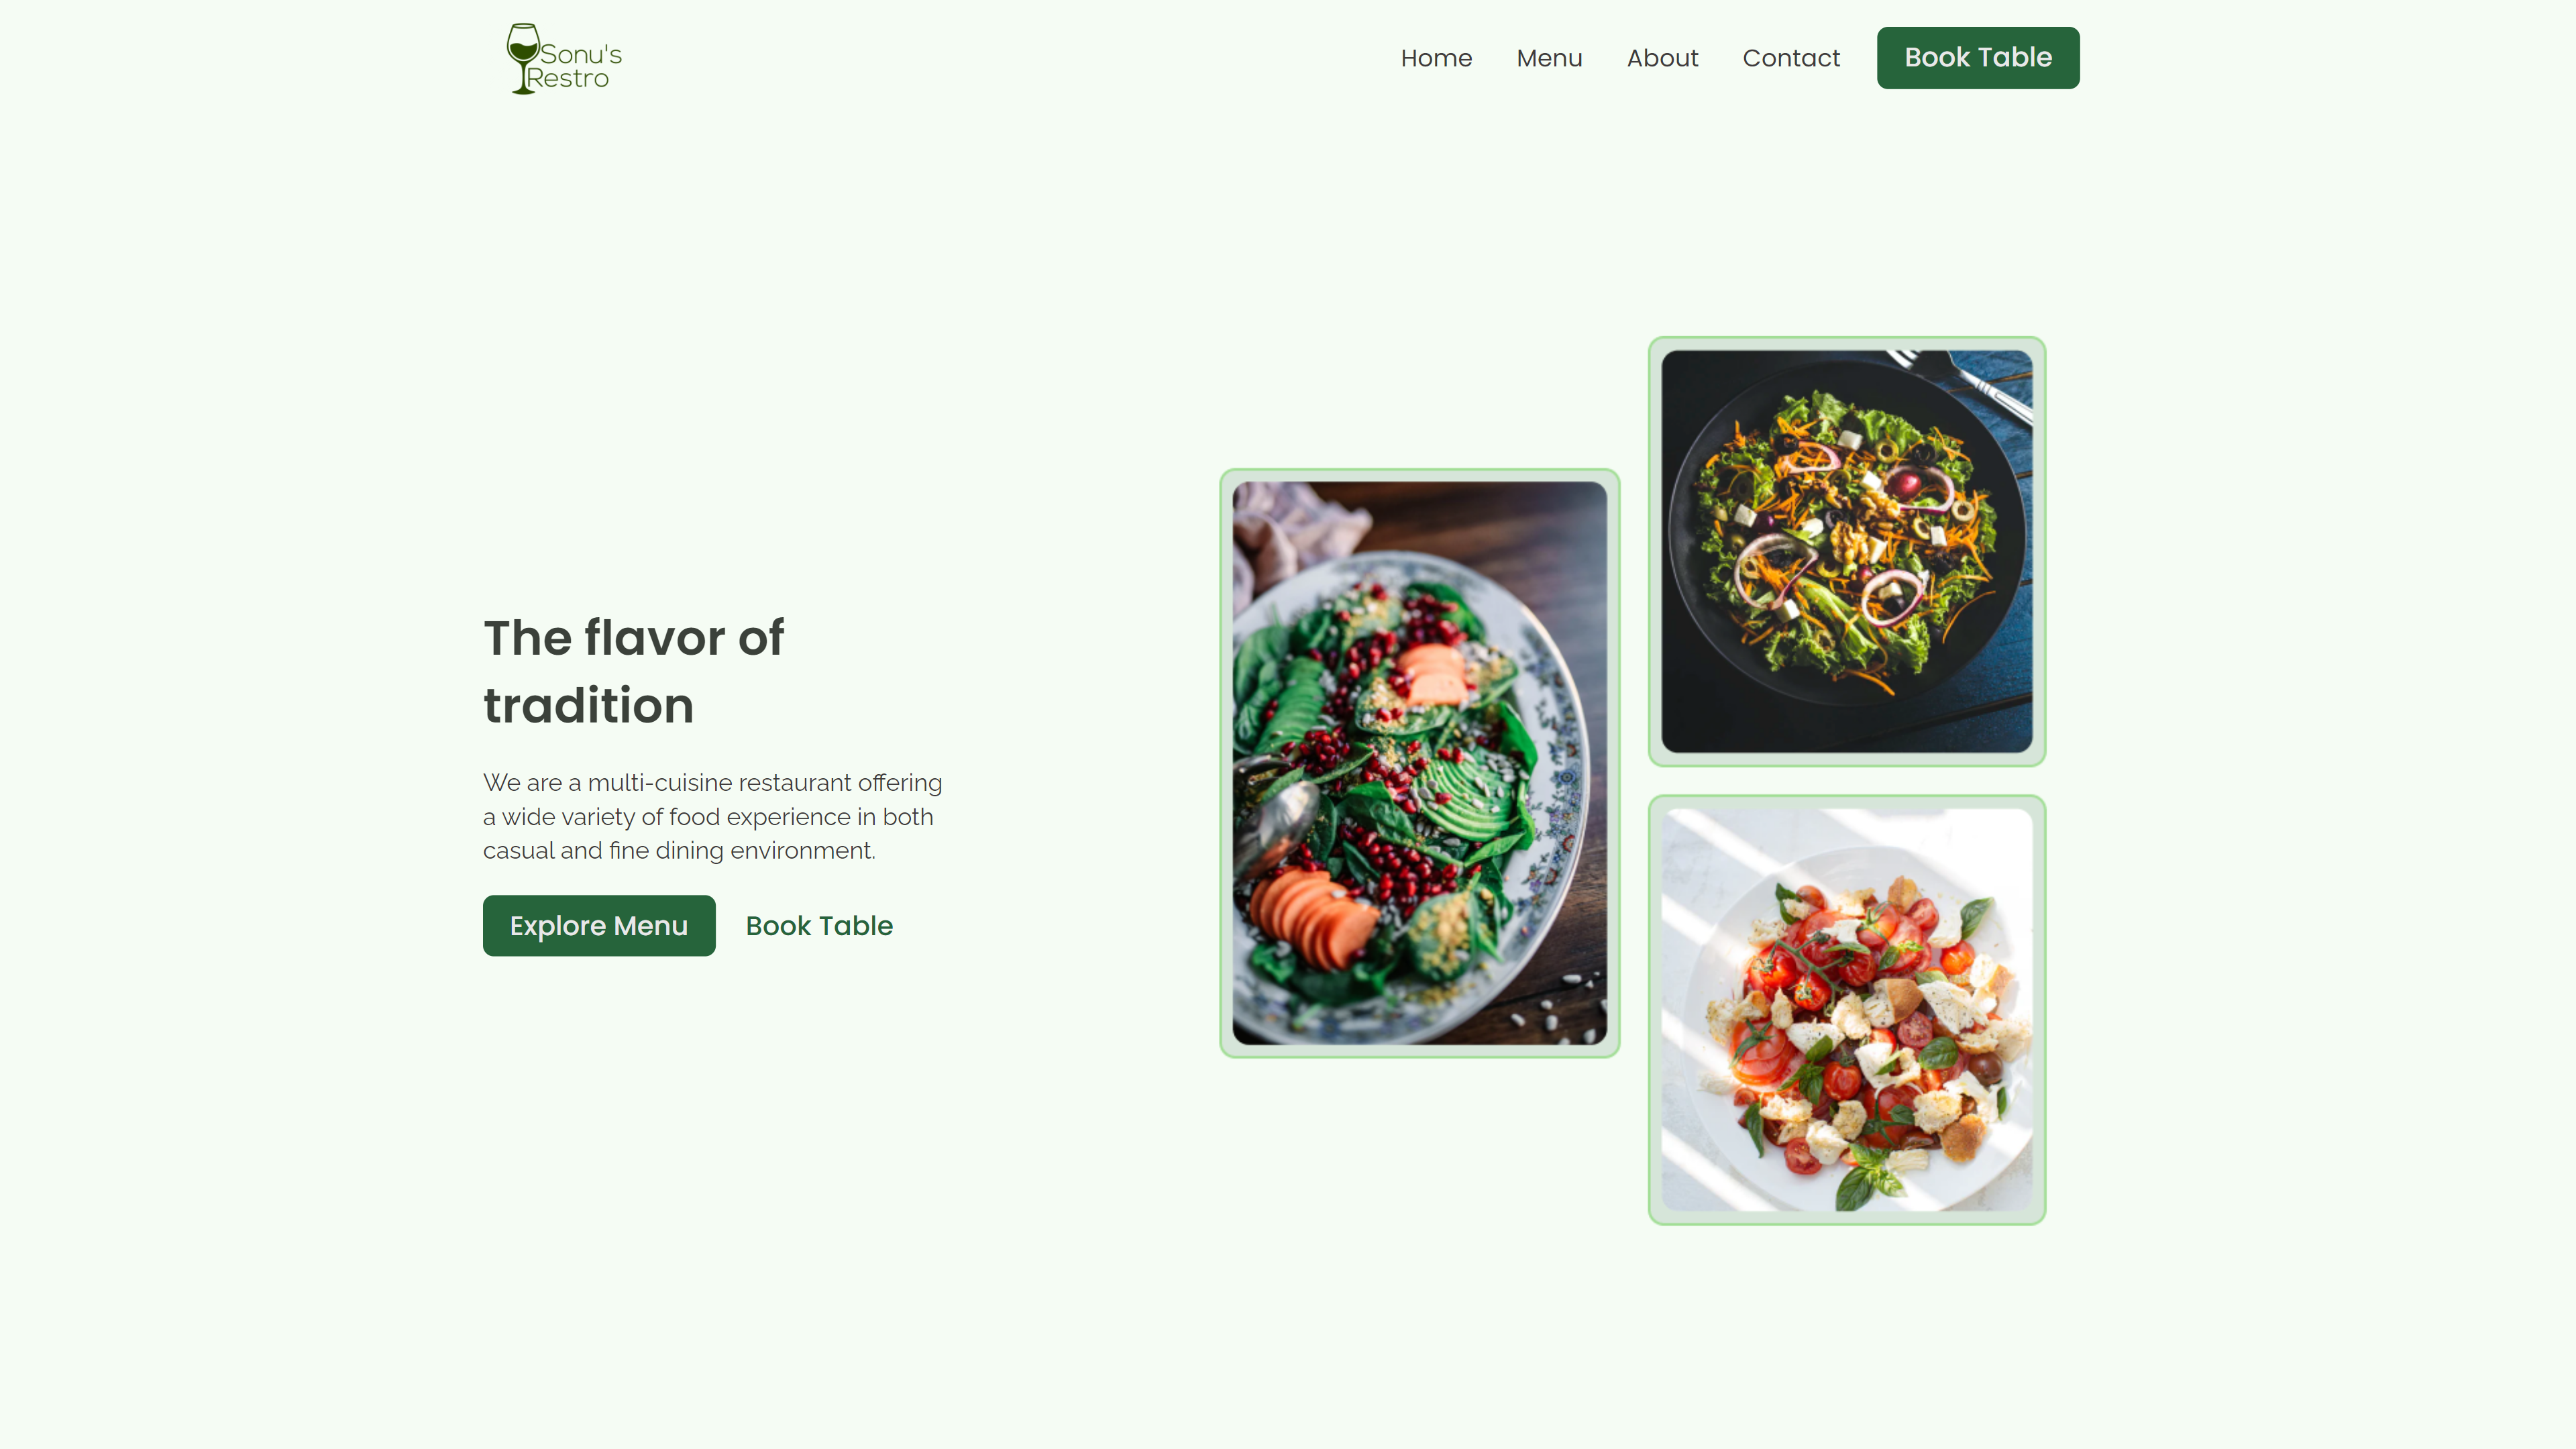 Sonu's
Restro
Home Menu About Contact Book Table
The flavor of
tradition
We are a multi-cuisine restaurant offering
a wide variety of food experience in both
casual and fine dining environment.
Explore Menu Book Table